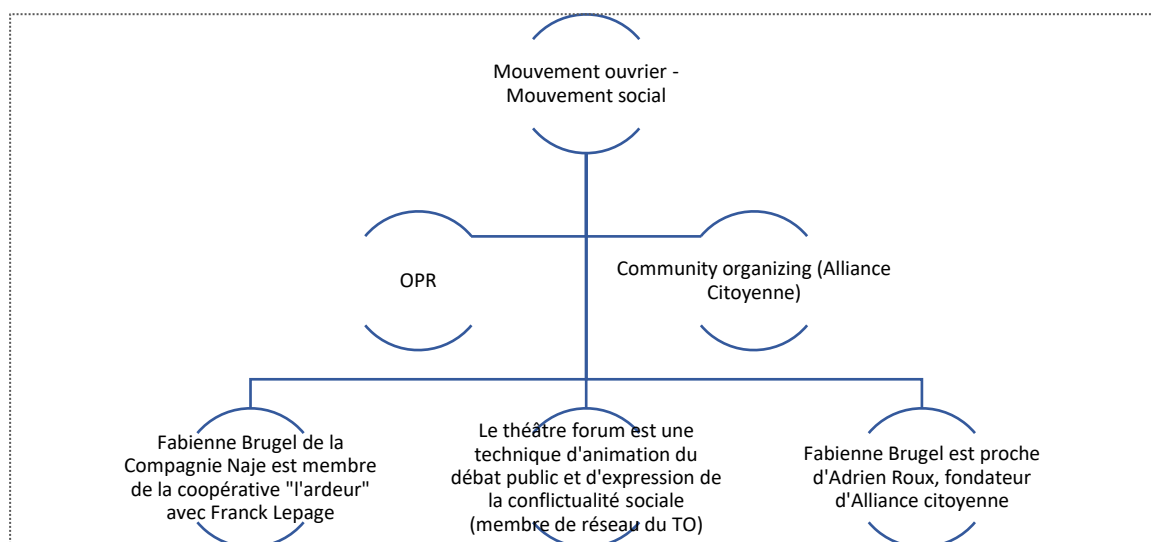 Mouvement ouvrier -
Mouvement social
OPR
Community organizing (Alliance
Citoyenne)
Fabienne Brugel de la
Compagnie Naje est membre
de la coopérative "l'ardeur"
avec Franck Lepage
Le théâtre forum est une
technique d'animation du
débat public et d'expression de
la conflictualité sociale
(membre de réseau du TO)
Fabienne Brugel est proche
d'Adrien Roux, fondateur
d'Alliance citoyenne